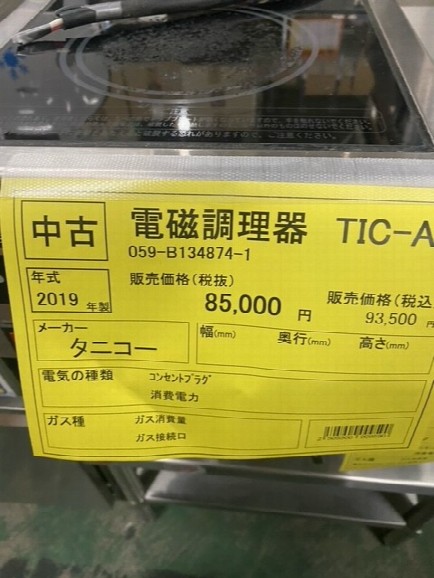 中古
電磁調理器 TIC-A
059-B134874-1
年式
2019 年製
販売価格(税抜)
85,000 円
販売価格(税込
93,500 円
メーカー
タニコー
幅(mm) 奥行(mm) 高さ(mm)
電気の種類 コンセントプラグ
消費電力
ガス種 ガス消費量
ガス接続口